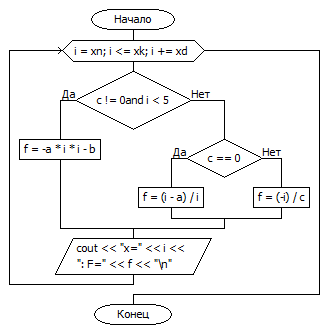 Начало
i = xn; i <= xk; i += xd
c != 0and i < 5
Да
Нет
f = -a * i * i - b
c == 0
Да
Нет
f = (i - a) / i
f = (-i) / c
cout << "x=" << i <<
": F=" << f << "\n"
Конец